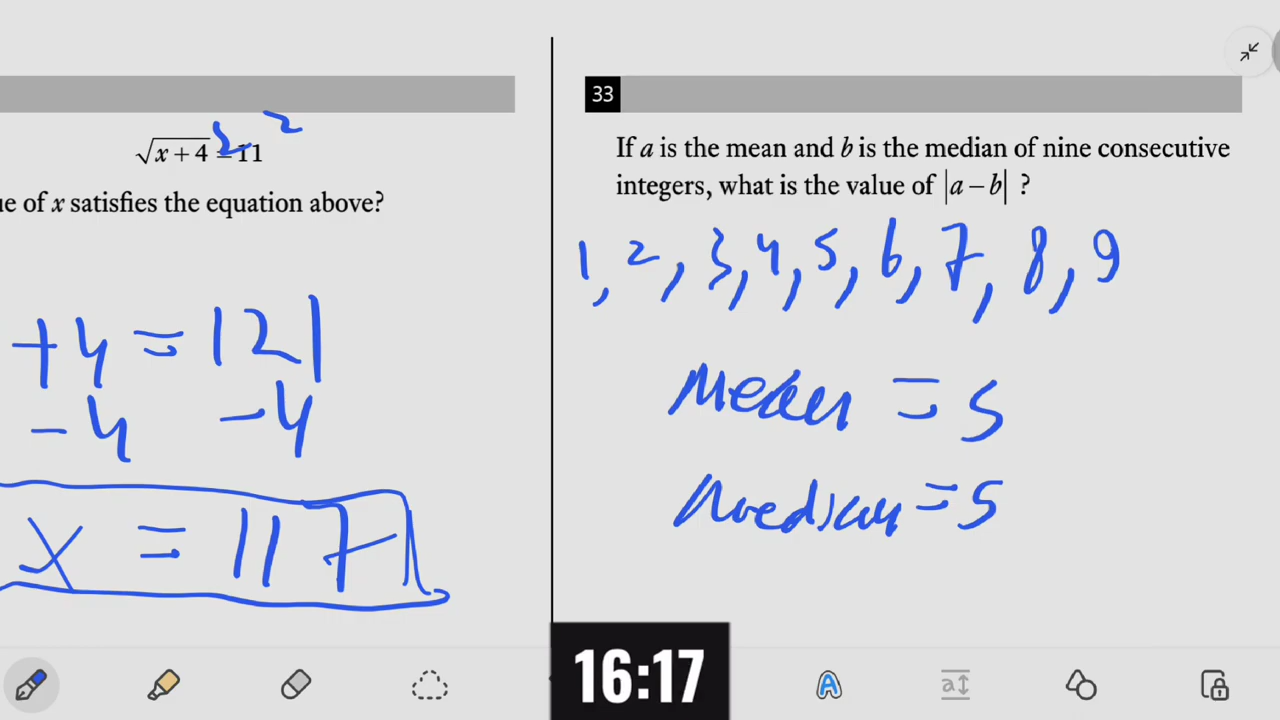 √x + 4 = 11
2 2
ue of x satisfies the equation above?
+4 = 121
-4 -4
x = 117
33
If a is the mean and b is the median of nine consecutive
integers, what is the value of |a – b| ?
1, 2, 3, 4, 5, 6, 7, 8, 9
Mean = 5
Median = 5
16:17
A
a